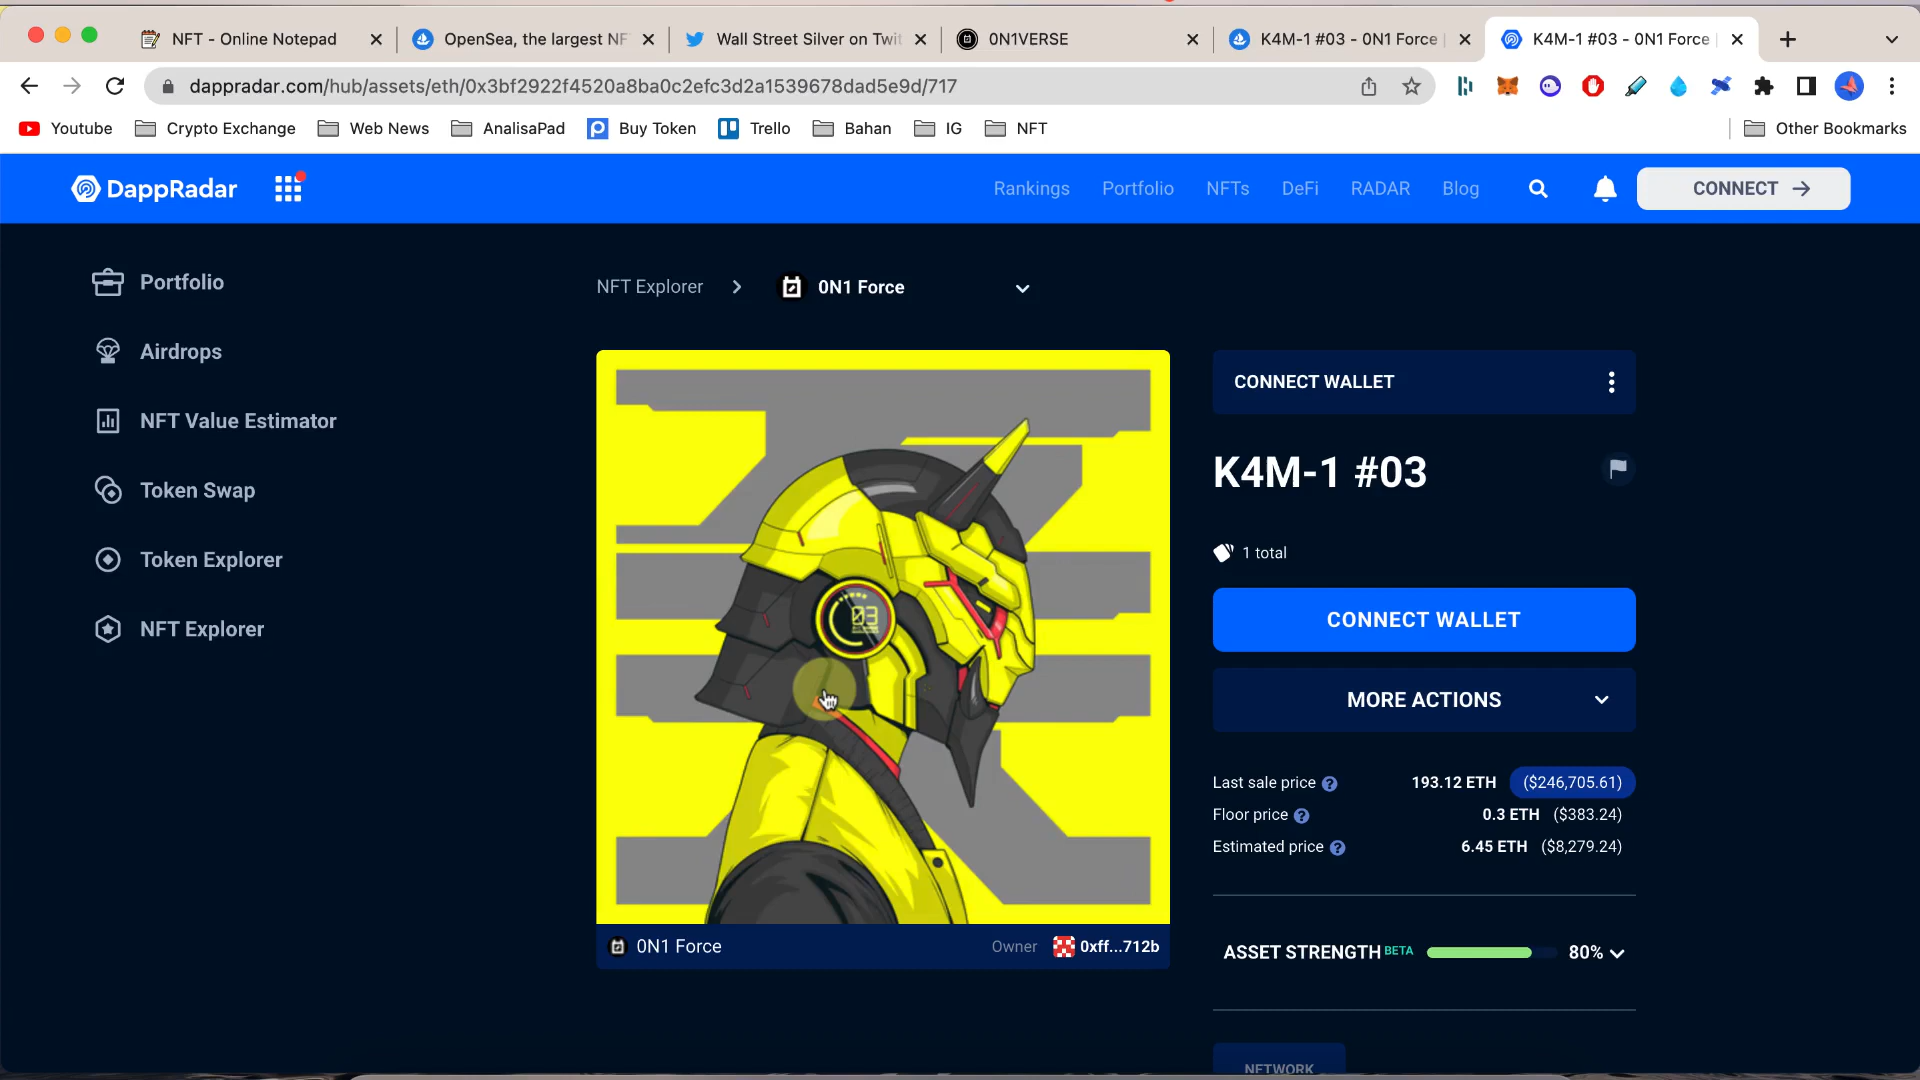 NFT - Online Notepad
OpenSea, the largest NF
Wall Street Silver on Twit
0N1VERSE
K4M-1 #03 - 0N1 Force |
K4M-1 #03 - 0N1 Force |
dappradar.com/hub/assets/eth/0x3bf2922f4520a8ba0c2efc3d2a1539678dad5e9d/717
Youtube
Crypto Exchange
Web News
AnalisaPad
Buy Token
Trello
Bahan
IG
NFT
Other Bookmarks
DappRadar
Rankings
Portfolio
NFTs
DeFi
RADAR
Blog
CONNECT
Portfolio
Airdrops
NFT Value Estimator
Token Swap
Token Explorer
NFT Explorer
NFT Explorer
0N1 Force
03
0N1 Force
Owner
0xff...712b
CONNECT WALLET
K4M-1 #03
1 total
CONNECT WALLET
MORE ACTIONS
Last sale price ? 193.12 ETH ($246,705.61)
Floor price ? 0.3 ETH ($383.24)
Estimated price ? 6.45 ETH ($8,279.24)
ASSET STRENGTH BETA 80%
NETWORK